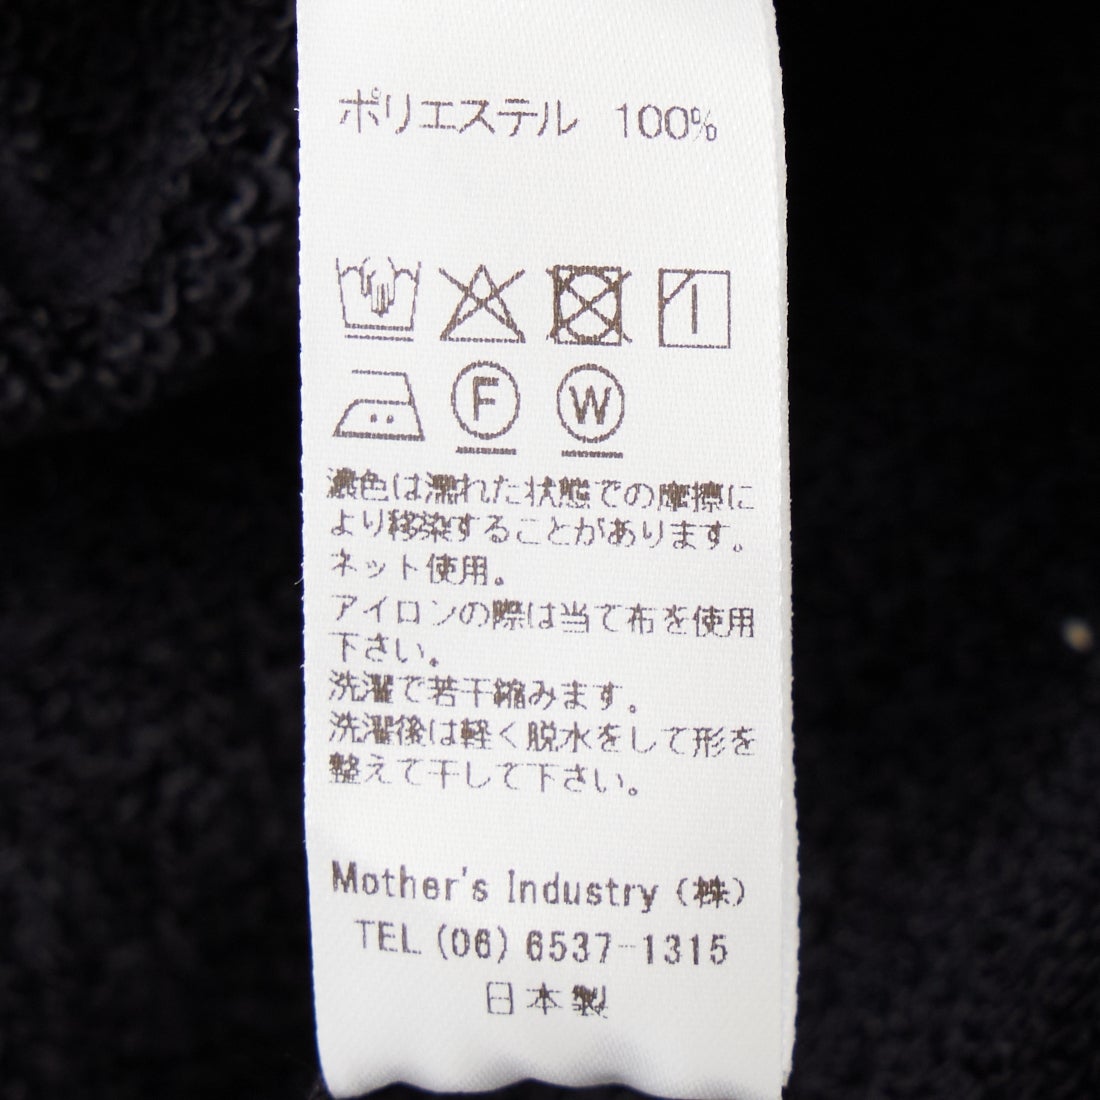 ポリエステル 100%
F W
濃色は濡れた状態での摩擦に
より移染することがあります。
ネット使用。
アイロンの際は当て布を使用
下さい。
洗濯で若干縮みます。
洗濯後は軽く脱水をして形を
整えて干して下さい。
Mother's Industry (株)
TEL (06) 6537-1315
日本製